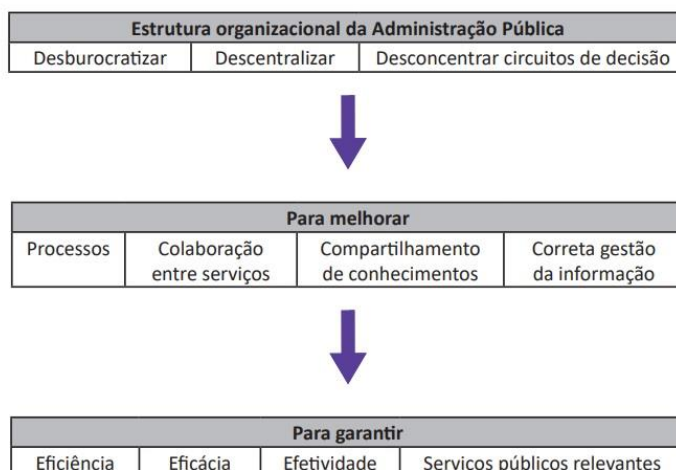 Estrutura organizacional da Administração Pública
Desburocratizar Descentralizar Desconcentrar circuitos de decisão
Para melhorar
Processos Colaboração Compartilhamento Correta gestão
entre serviços de conhecimentos da informação
Para garantir
Eficiência Eficácia Efetividade Serviços públicos relevantes